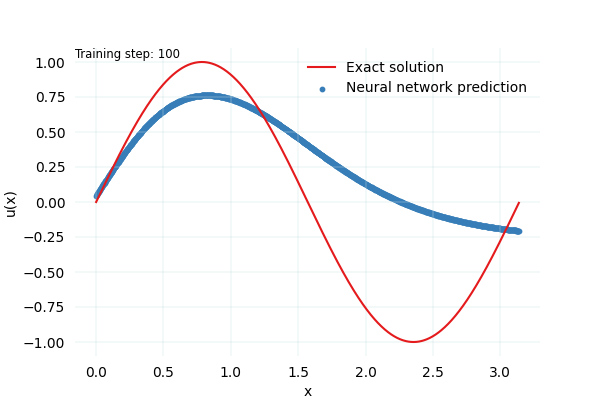 Training step: 100
Exact solution
Neural network prediction
1.00
0.75
0.50
0.25
0.00
−0.25
−0.50
−0.75
−1.00
u(x)
0.0 0.5 1.0 1.5 2.0 2.5 3.0
x